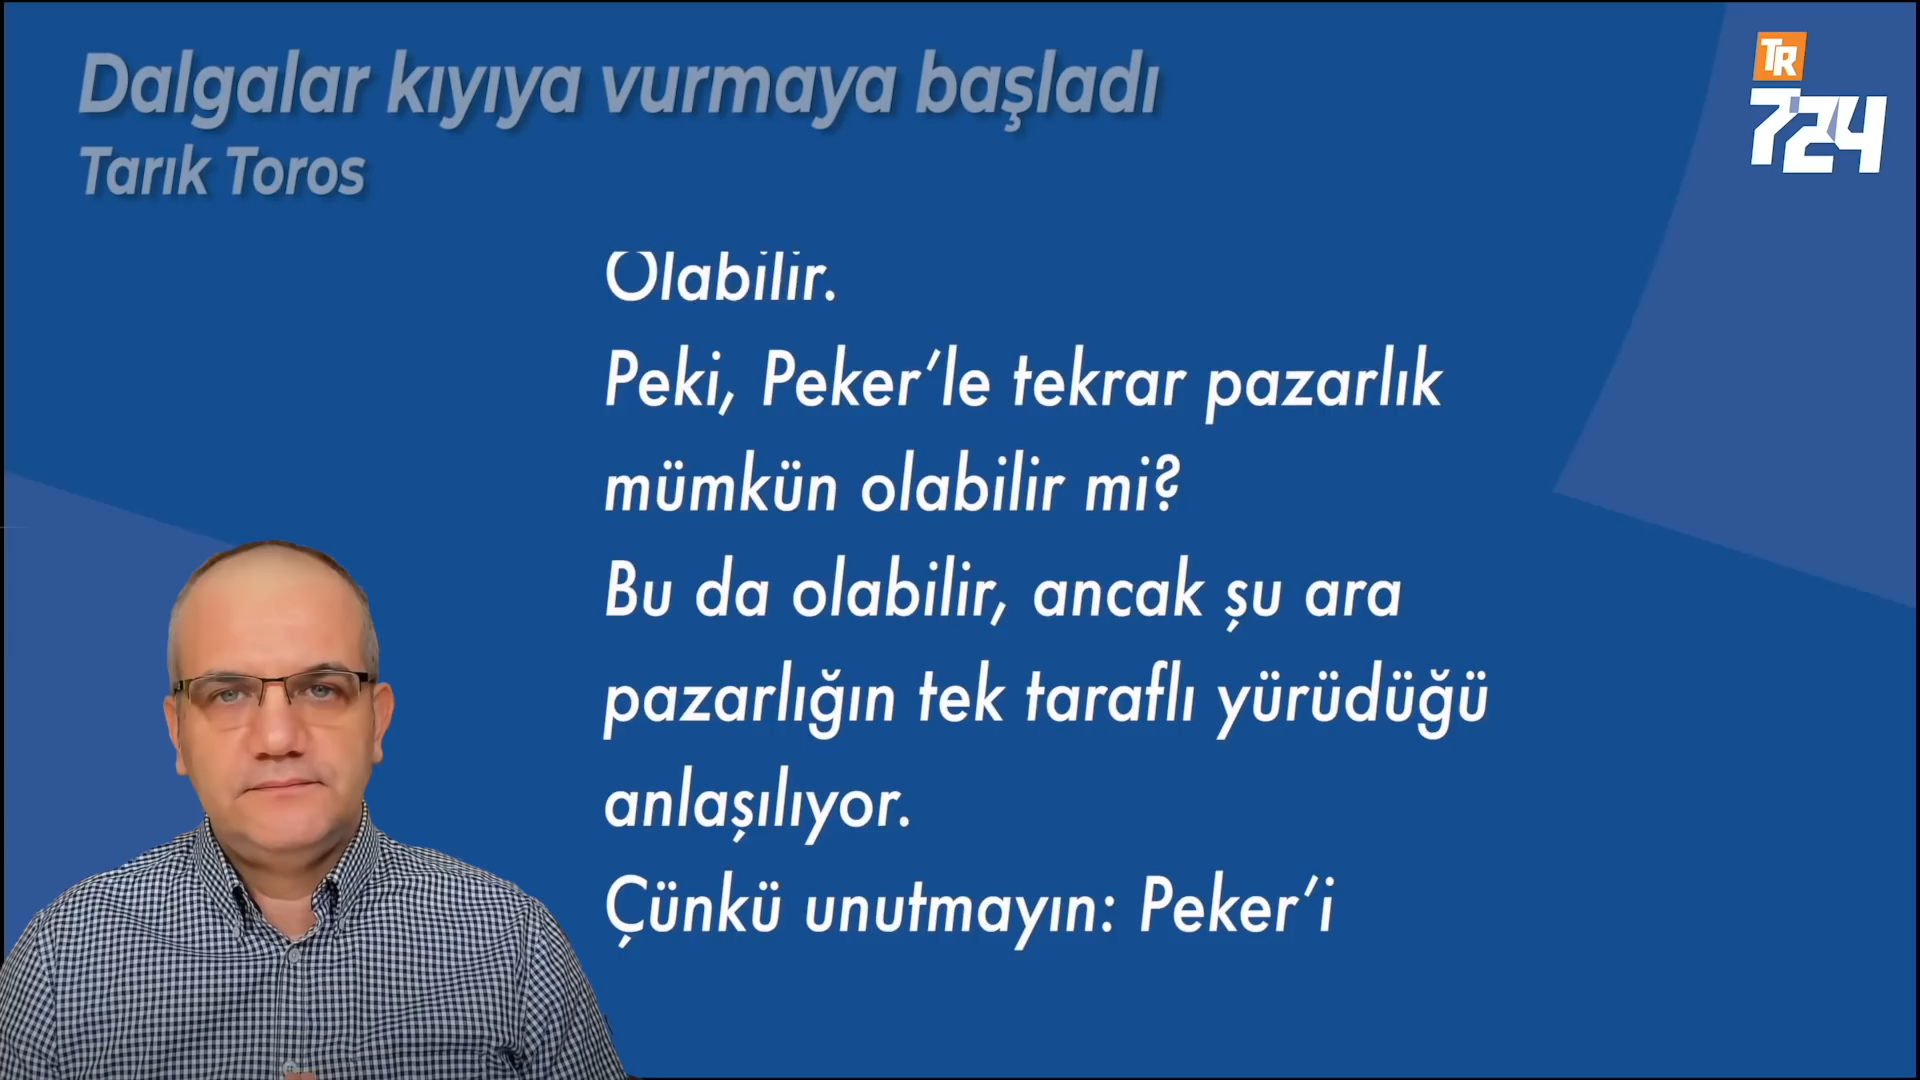 Dalgalar kıyıya vurmaya başladı
Tarık Toros
TR
724
Olabilir.
Peki, Peker’le tekrar pazarlık
mümkün olabilir mi?
Bu da olabilir, ancak şu ara
pazarlığın tek taraflı yürüdüğü
anlaşılıyor.
Çünkü unutmayın: Peker’i